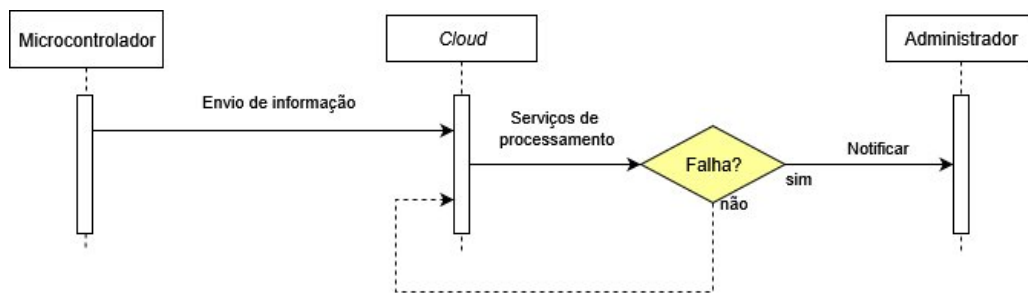 Microcontrolador
Cloud
Administrador
Envio de informação
Serviços de
processamento
Falha?
Notificar
sim
não